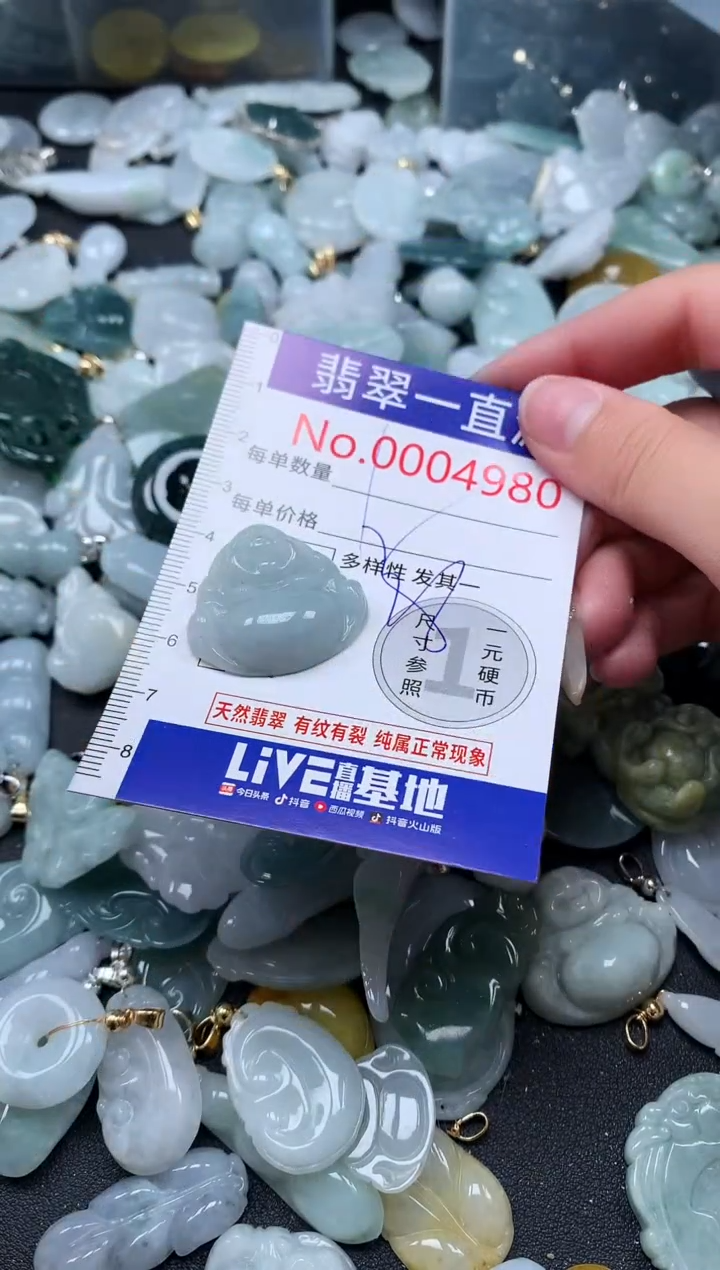 翡翠一直
No.0004980
每单数量
每单价格
多样性 发其一
尺寸参照
1
一元硬币
天然翡翠 有纹有裂 纯属正常现象
LiVE直播基地
头条 今日头条 抖音 西瓜视频 抖音火山版
0
1
2
3
4
5
6
7
8